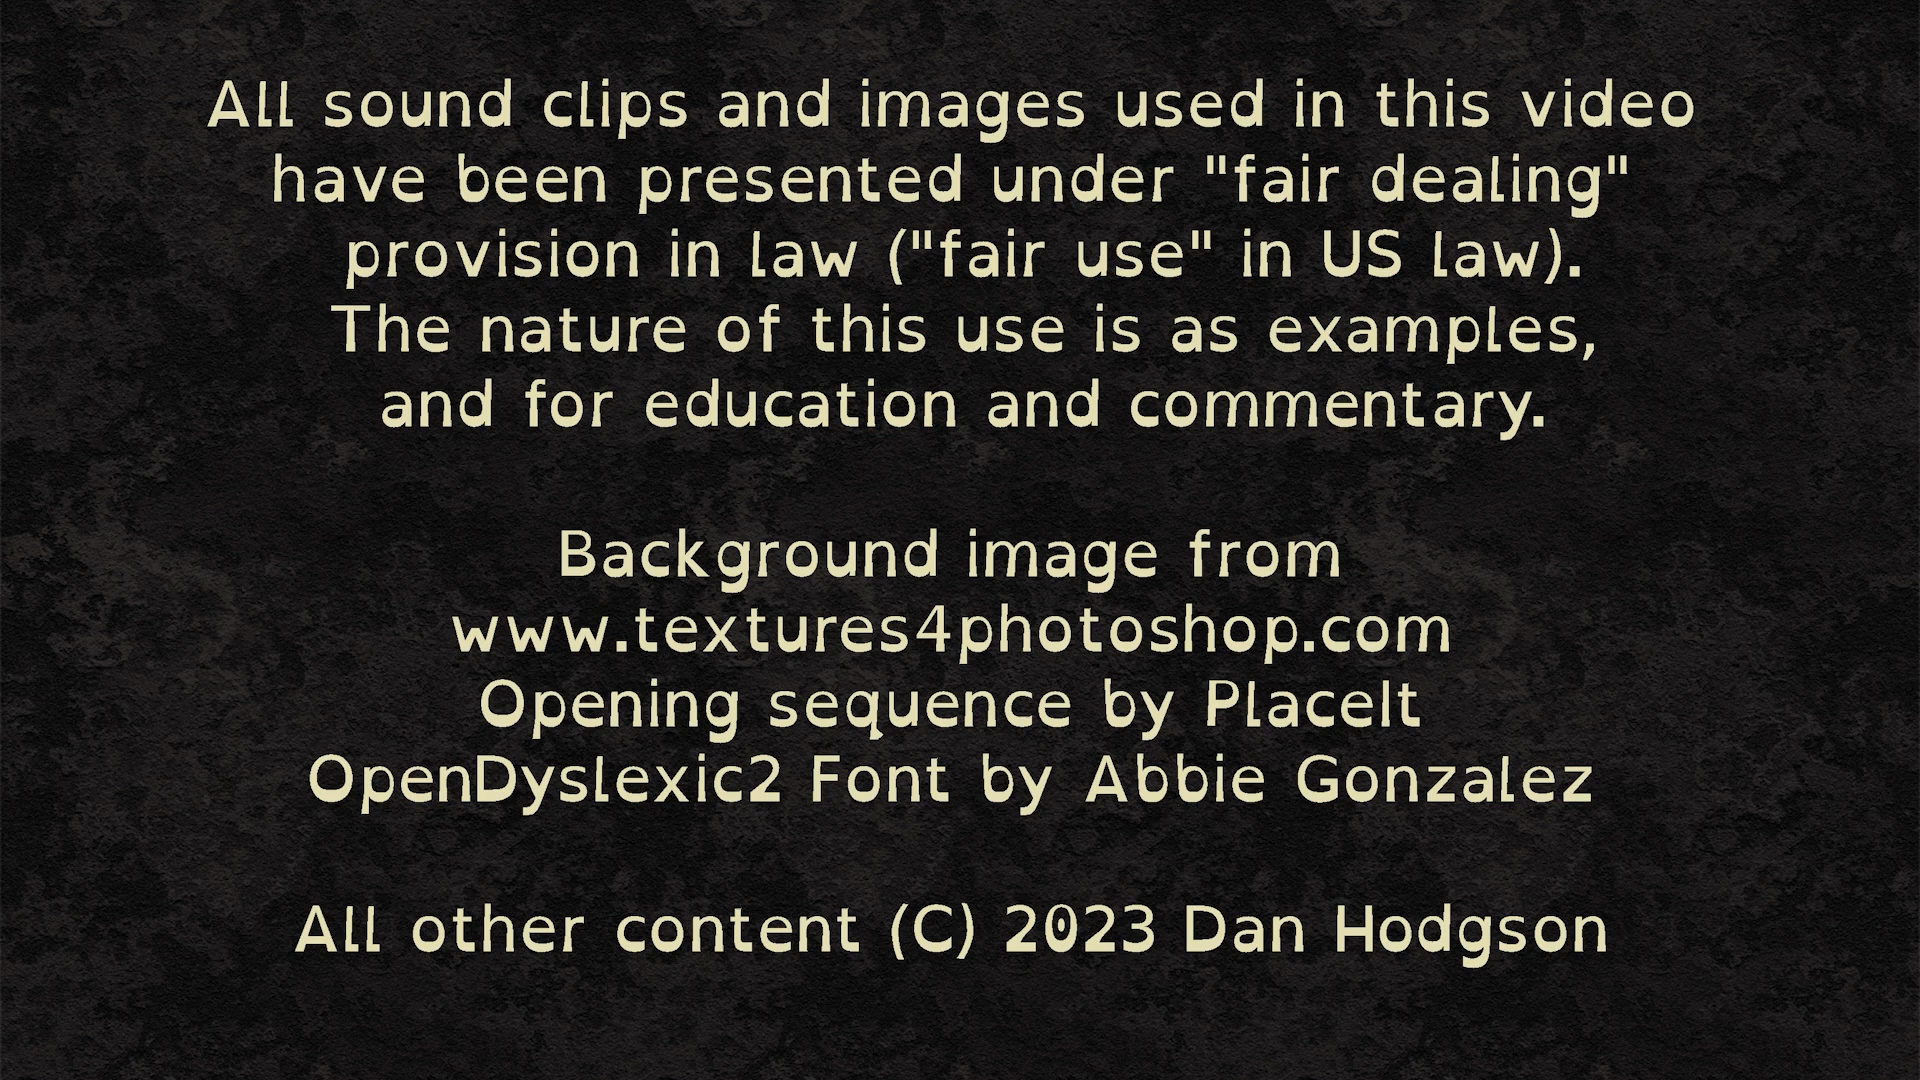 All sound clips and images used in this video
have been presented under "fair dealing"
provision in law ("fair use" in US law).
The nature of this use is as examples,
and for education and commentary.
Background image from
www.textures4photoshop.com
Opening sequence by PlaceIt
OpenDyslexic2 Font by Abbie Gonzalez
All other content (C) 2023 Dan Hodgson